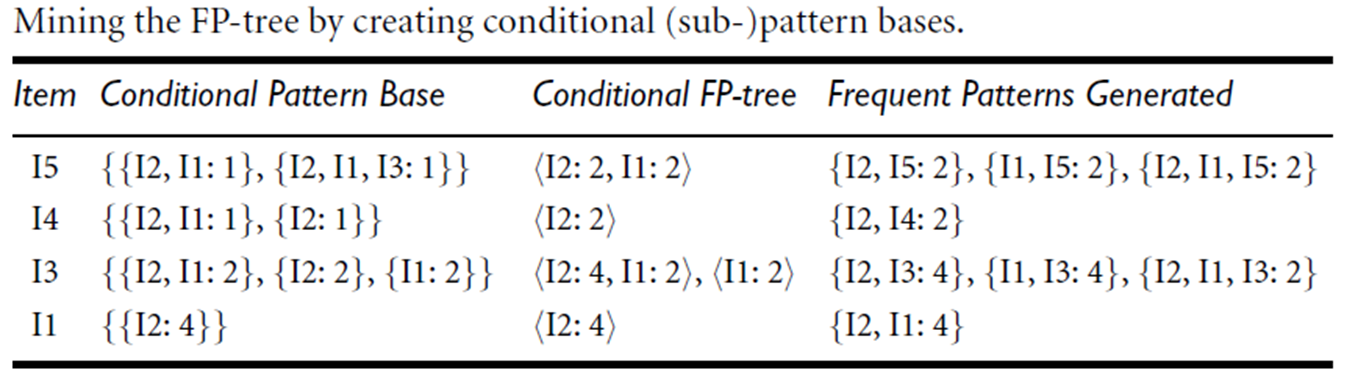 Mining the FP-tree by creating conditional (sub-)pattern bases.
Item Conditional Pattern Base Conditional FP-tree Frequent Patterns Generated
I5 {{I2, I1: 1}, {I2, I1, I3: 1}} ⟨I2: 2, I1: 2⟩ {I2, I5: 2}, {I1, I5: 2}, {I2, I1, I5: 2}
I4 {{I2, I1: 1}, {I2: 1}} ⟨I2: 2⟩ {I2, I4: 2}
I3 {{I2, I1: 2}, {I2: 2}, {I1: 2}} ⟨I2: 4, I1: 2⟩, ⟨I1: 2⟩ {I2, I3: 4}, {I1, I3: 4}, {I2, I1, I3: 2}
I1 {{I2: 4}} ⟨I2: 4⟩ {I2, I1: 4}